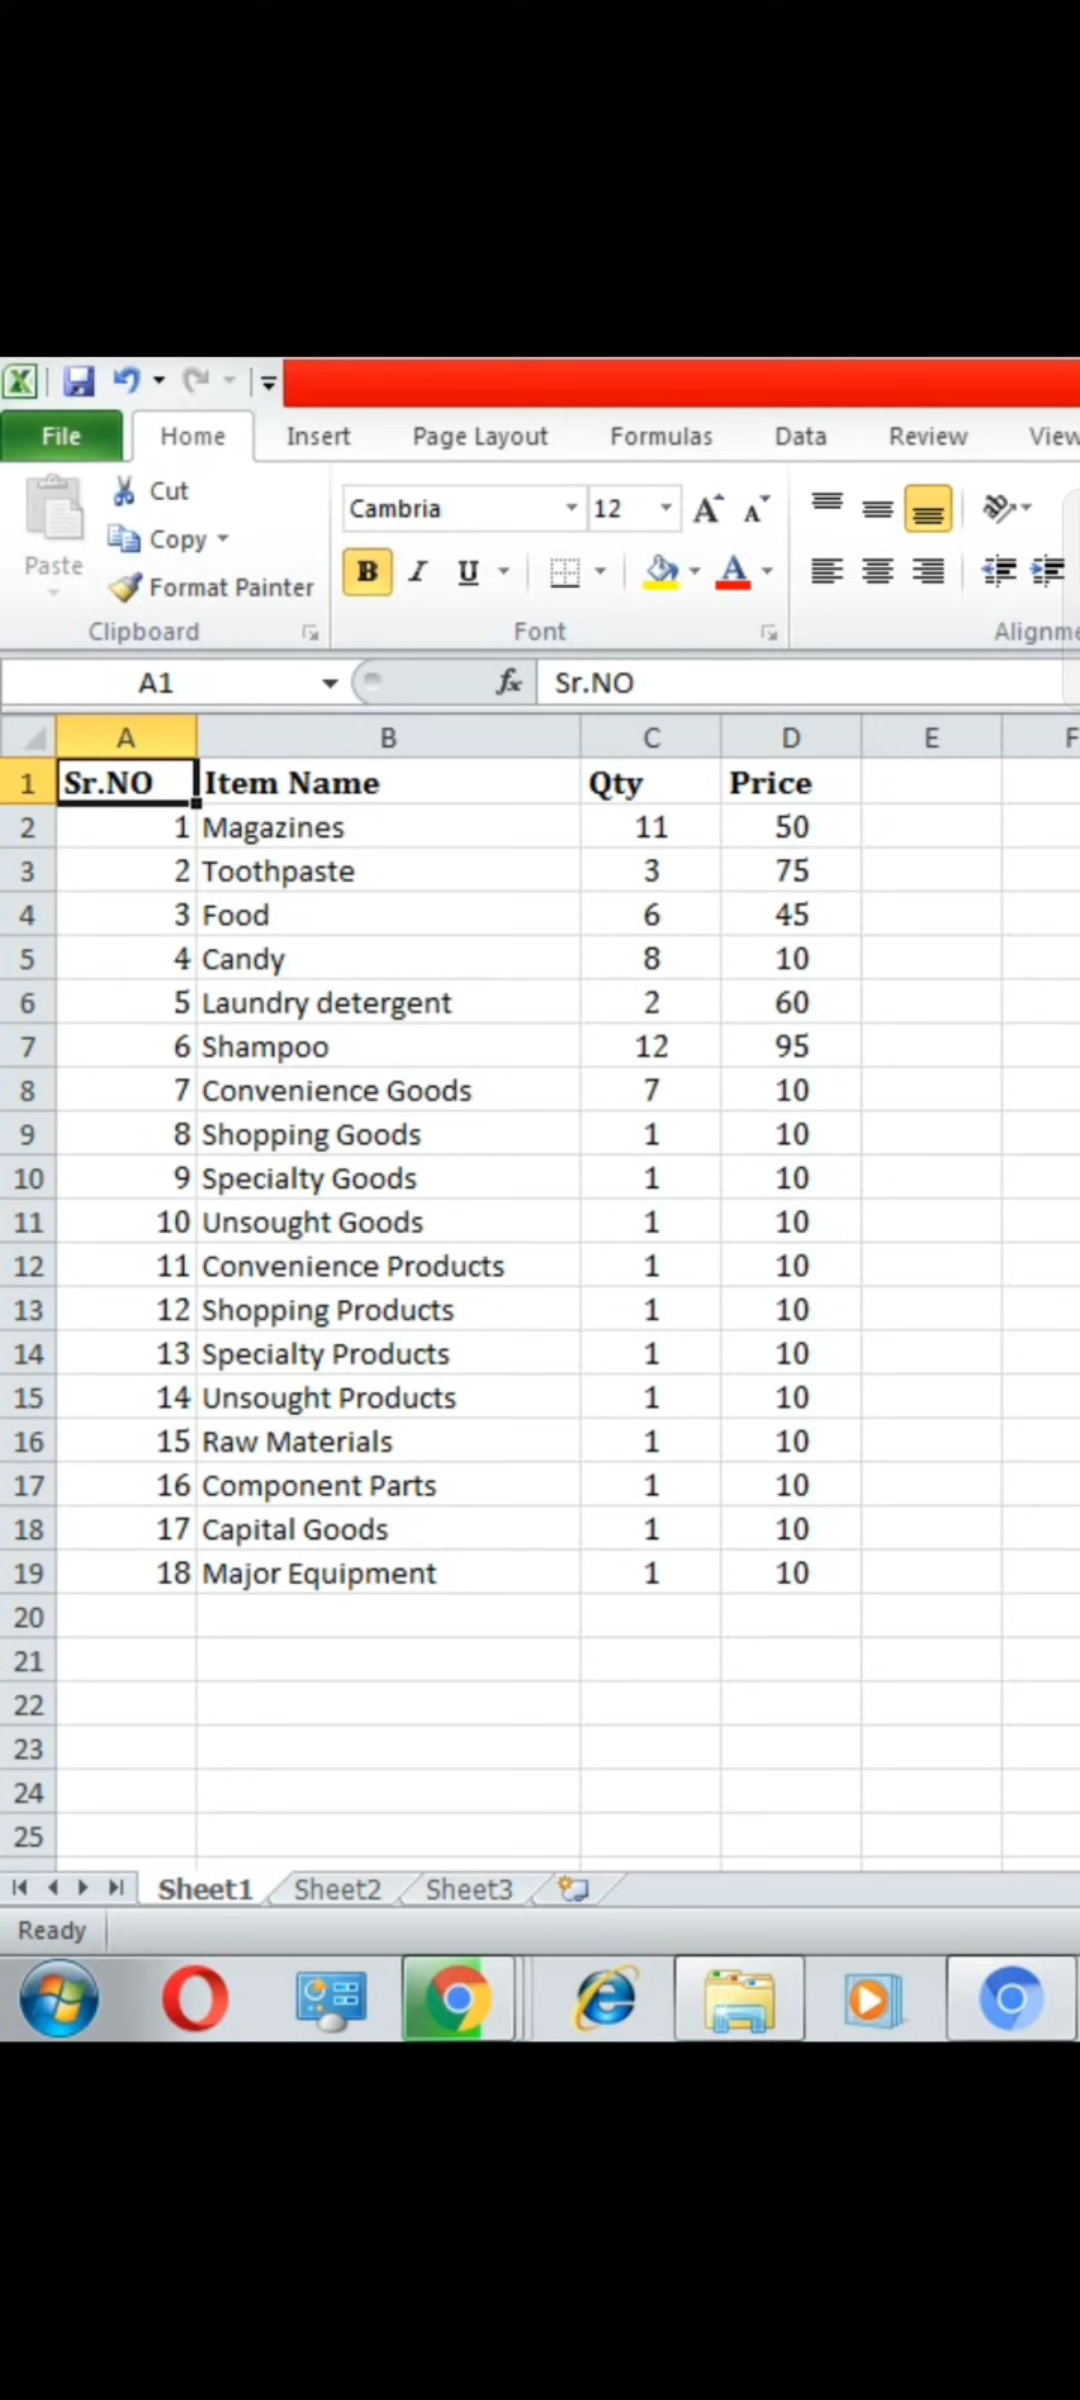 File Home Insert Page Layout Formulas Data Review View
Cut
Copy
Paste
Format Painter
Clipboard
Cambria 12
B I U
Font
A1 fx Sr.NO
A B C D E F
1 Sr.NO Item Name Qty Price
2 1 Magazines 11 50
3 2 Toothpaste 3 75
4 3 Food 6 45
5 4 Candy 8 10
6 5 Laundry detergent 2 60
7 6 Shampoo 12 95
8 7 Convenience Goods 7 10
9 8 Shopping Goods 1 10
10 9 Specialty Goods 1 10
11 10 Unsought Goods 1 10
12 11 Convenience Products 1 10
13 12 Shopping Products 1 10
14 13 Specialty Products 1 10
15 14 Unsought Products 1 10
16 15 Raw Materials 1 10
17 16 Component Parts 1 10
18 17 Capital Goods 1 10
19 18 Major Equipment 1 10
20
21
22
23
24
25
Sheet1 Sheet2 Sheet3
Ready